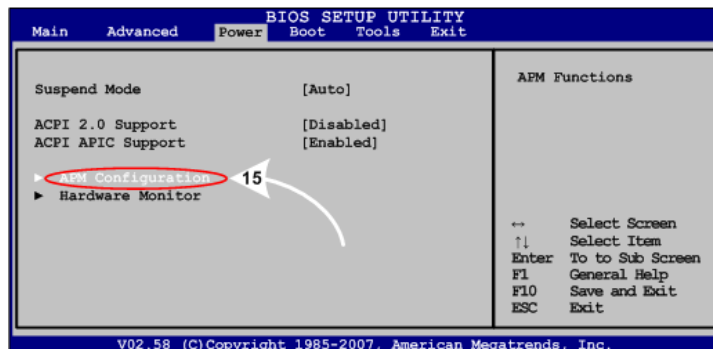 BIOS SETUP UTILITY
Main Advanced Power Boot Tools Exit
Suspend Mode [Auto]
ACPI 2.0 Support [Disabled]
ACPI APIC Support [Enabled]
► APM Configuration
15
► Hardware Monitor
APM Functions
↔ Select Screen
↑↓ Select Item
Enter To to Sub Screen
F1 General Help
F10 Save and Exit
ESC Exit
V02.58 (C)Copyright 1985-2007, American Megatrends, Inc.